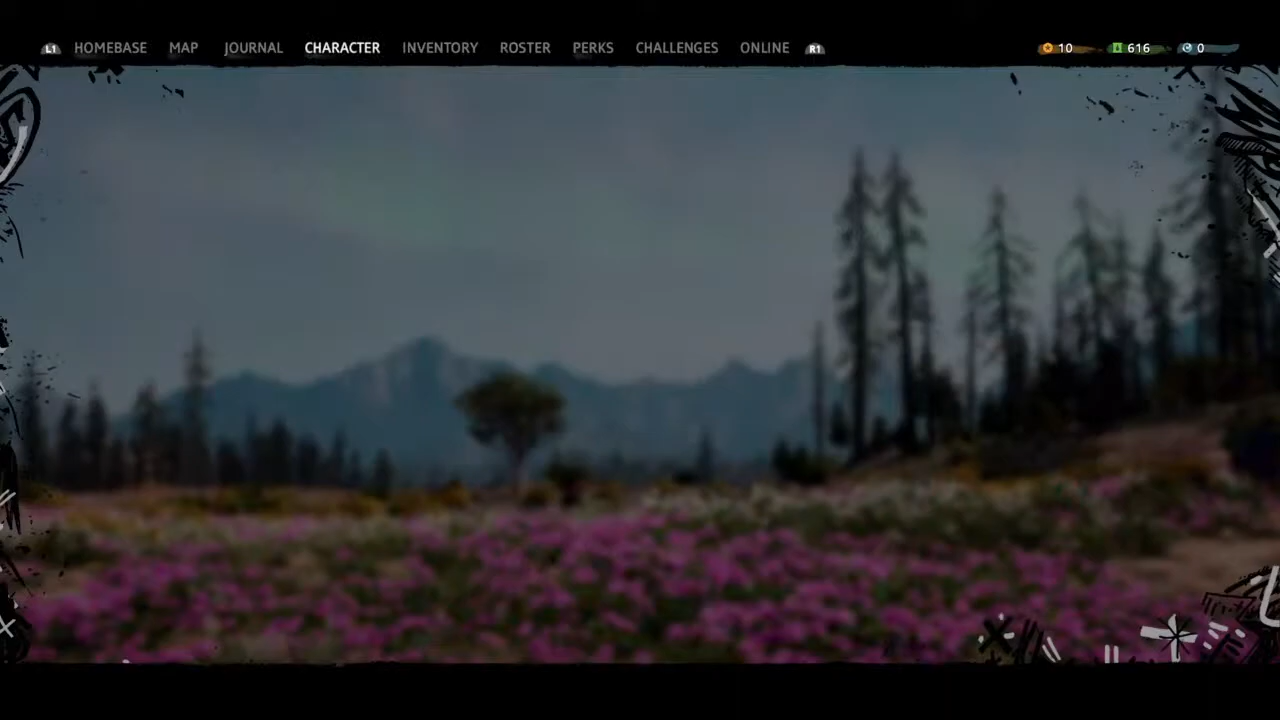 L1 HOMEBASE MAP JOURNAL CHARACTER INVENTORY ROSTER PERKS CHALLENGES ONLINE R1 10 616 0